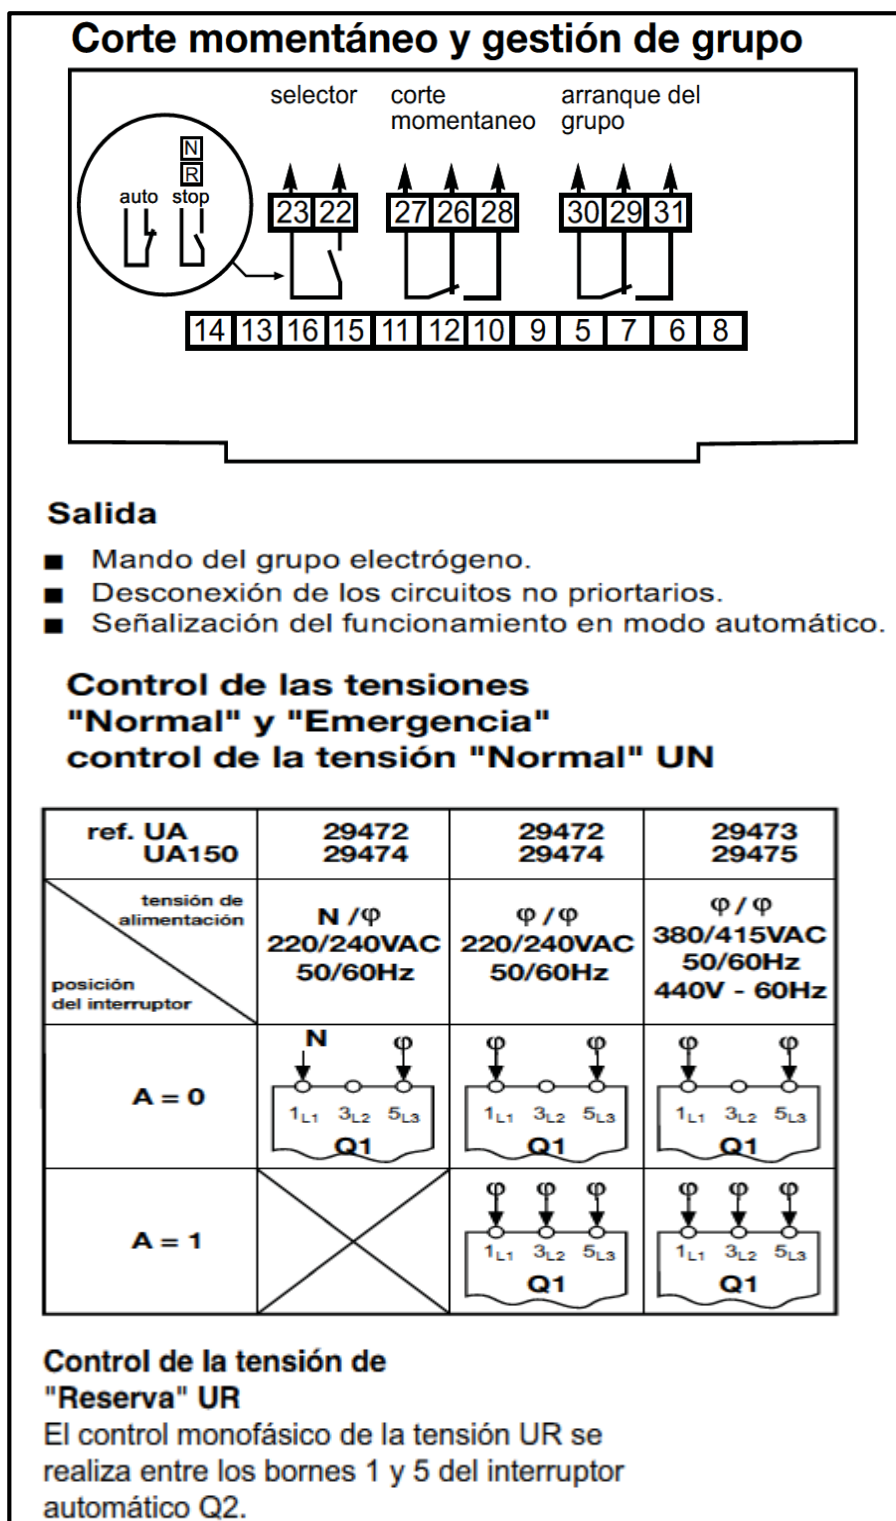 Corte momentáneo y gestión de grupo
selector corte arranque del
momentaneo grupo
N
R
auto stop
23 22 27 26 28 30 29 31
14 13 16 15 11 12 10 9 5 7 6 8
Salida
■ Mando del grupo electrógeno.
■ Desconexión de los circuitos no priortarios.
■ Señalización del funcionamiento en modo automático.
Control de las tensiones
"Normal" y "Emergencia"
control de la tensión "Normal" UN
ref. UA 29472 29472 29473
UA150 29474 29474 29475
tensión de
alimentación
posición
del interruptor
N /φ
220/240VAC
50/60Hz
φ / φ
220/240VAC
50/60Hz
φ / φ
380/415VAC
50/60Hz
440V - 60Hz
A = 0
N φ
1L1 3L2 5L3
Q1
φ φ
1L1 3L2 5L3
Q1
φ φ
1L1 3L2 5L3
Q1
A = 1
φ φ φ
1L1 3L2 5L3
Q1
φ φ φ
1L1 3L2 5L3
Q1
Control de la tensión de
"Reserva" UR
El control monofásico de la tensión UR se
realiza entre los bornes 1 y 5 del interruptor
automático Q2.